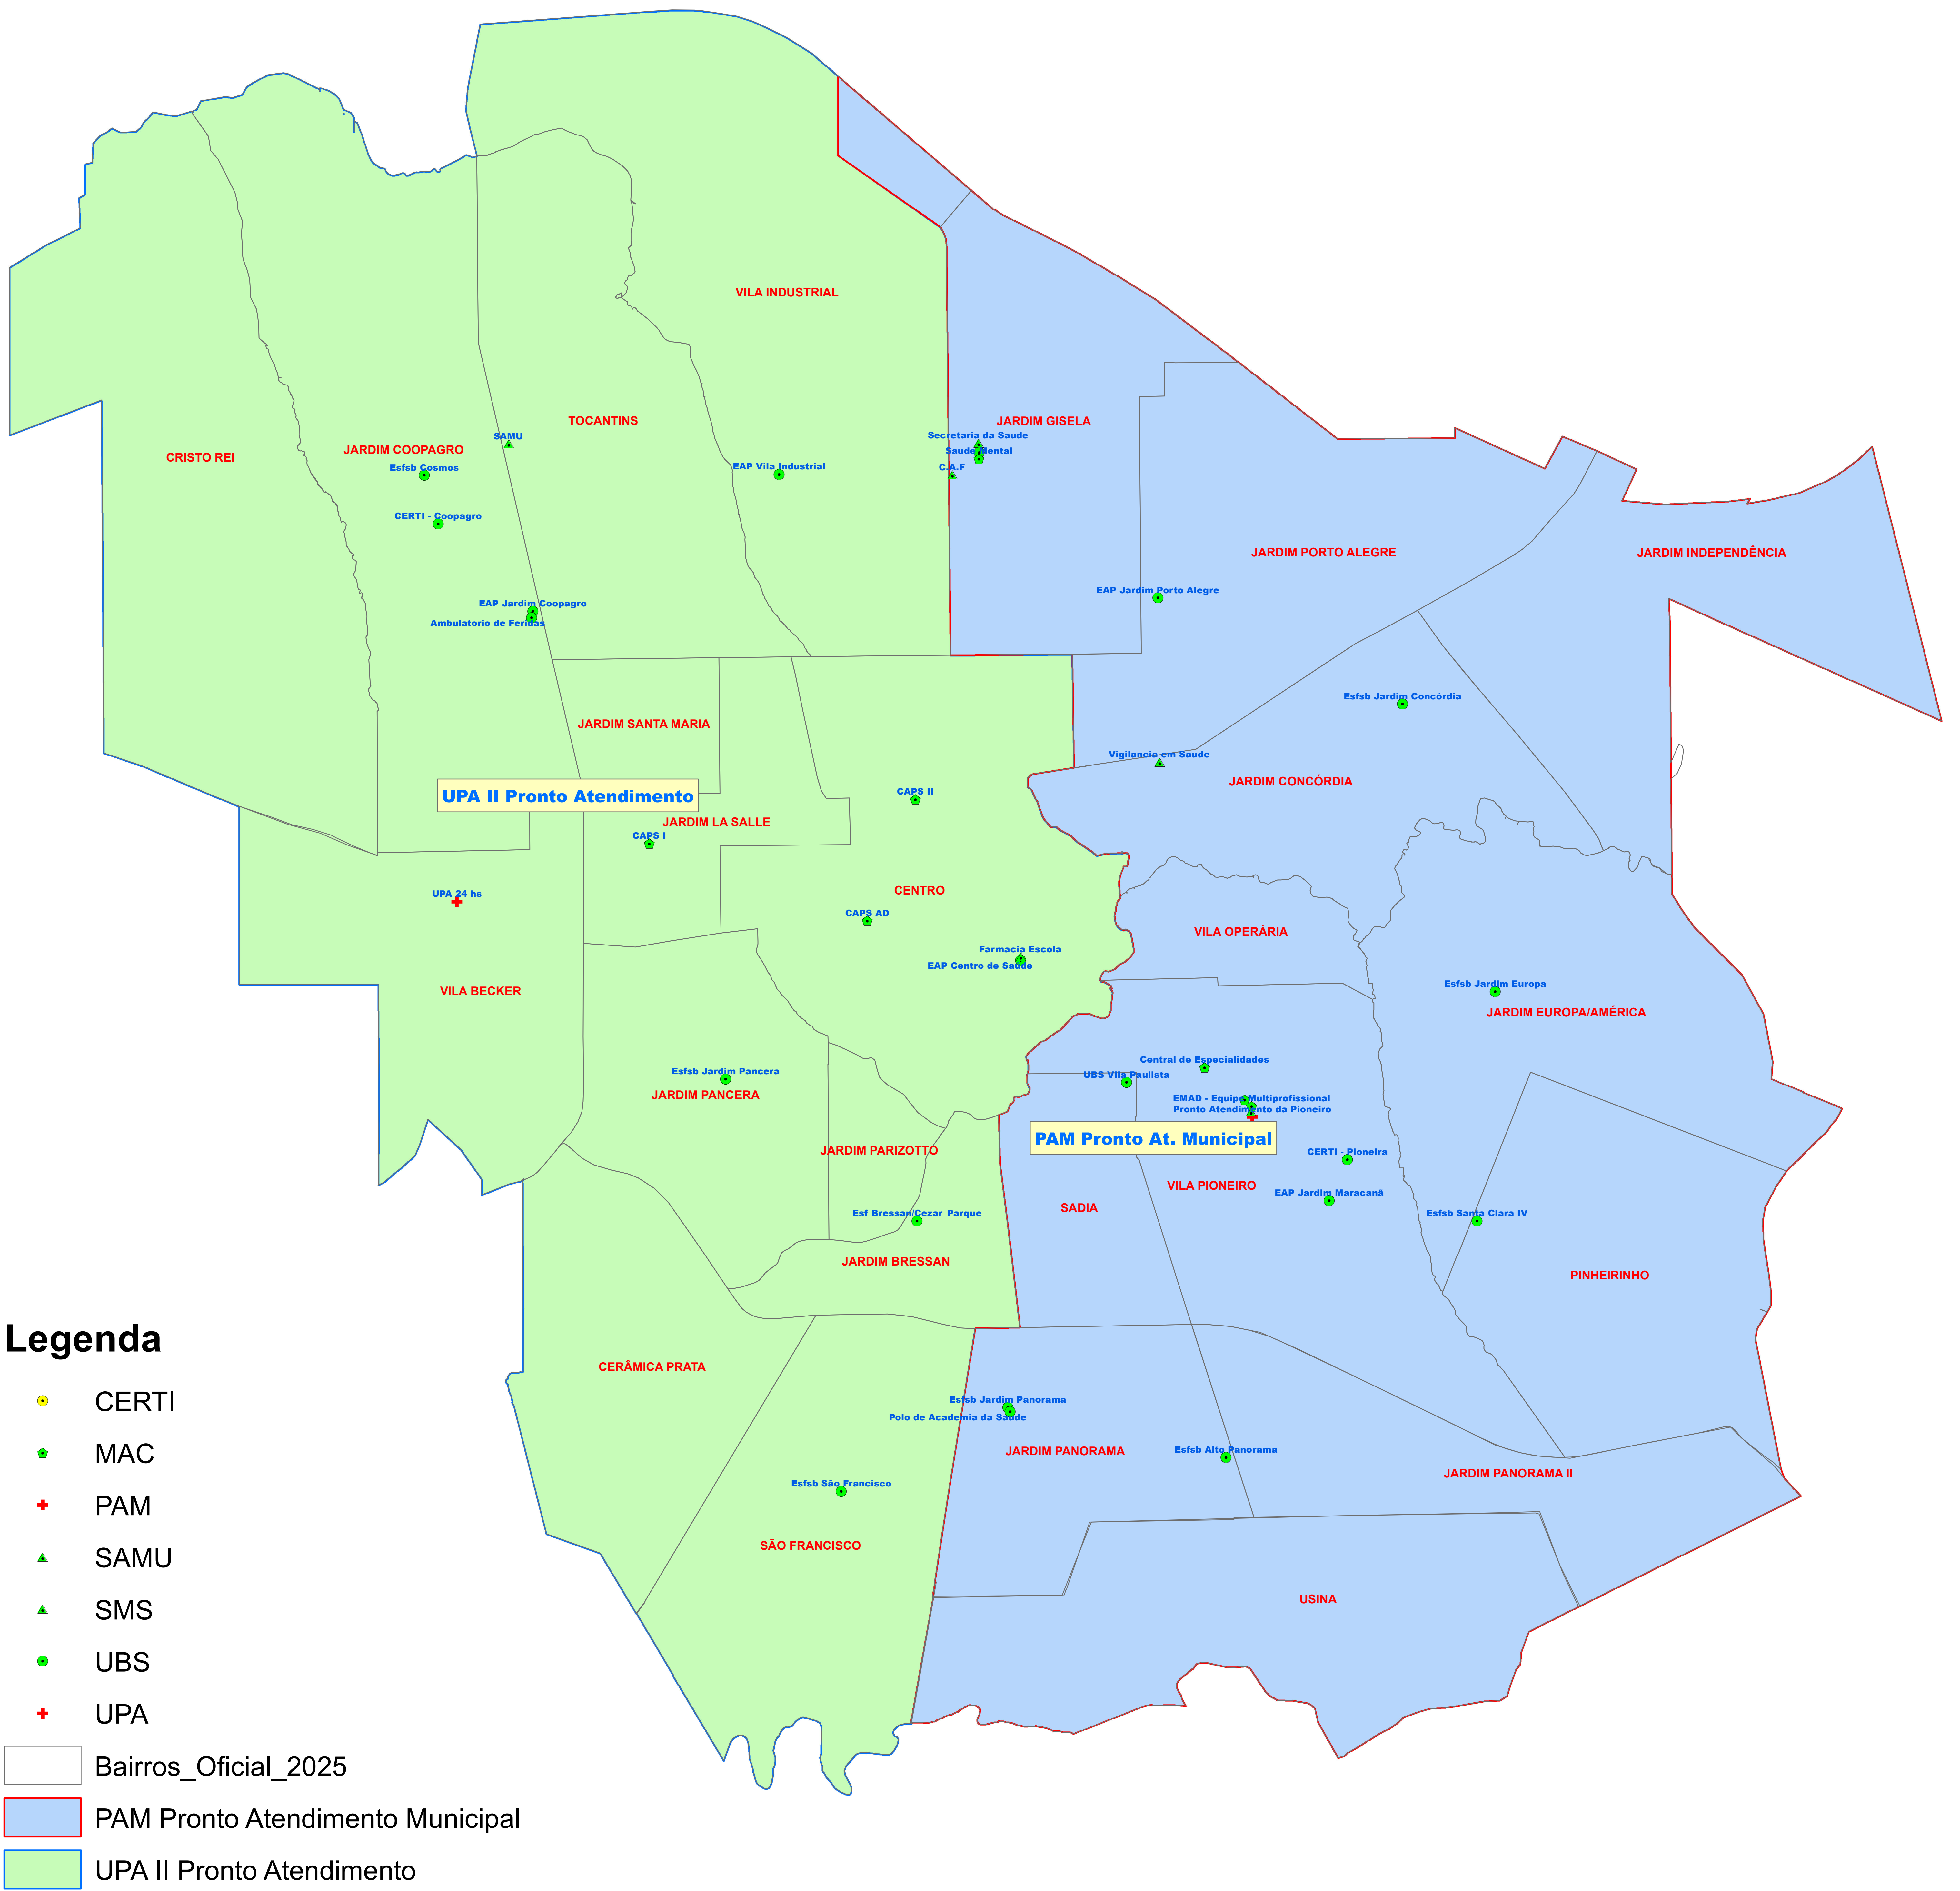 VILA INDUSTRIAL
TOCANTINS
JARDIM GISELA
SAMU
Secretaria da Saude
JARDIM COOPAGRO
Saude Mental
CRISTO REI
Esfsb Cosmos
EAP Vila Industrial
C.A.F
CERTI - Coopagro
JARDIM PORTO ALEGRE
JARDIM INDEPENDÊNCIA
EAP Jardim Porto Alegre
EAP Jardim Coopagro
Ambulatorio de Feridas
Esfsb Jardim Concórdia
JARDIM SANTA MARIA
Vigilancia em Saude
JARDIM CONCÓRDIA
UPA II Pronto Atendimento
CAPS II
JARDIM LA SALLE
CAPS I
UPA 24 hs
CENTRO
CAPS AD
VILA OPERÁRIA
Farmacia Escola
EAP Centro de Saude
Esfsb Jardim Europa
VILA BECKER
JARDIM EUROPA/AMÉRICA
Central de Especialidades
Esfsb Jardim Pancera
UBS Vila Paulista
JARDIM PANCERA
EMAD - Equipe Multiprofissional
Pronto Atendimento da Pioneiro
PAM Pronto At. Municipal
JARDIM PARIZOTTO
CERTI - Pioneira
VILA PIONEIRO
EAP Jardim Maracanã
SADIA
Esf Bressan/Cezar_Parque
Esfsb Santa Clara IV
JARDIM BRESSAN
PINHEIRINHO
CERÂMICA PRATA
Esfsb Jardim Panorama
Polo de Academia da Saude
JARDIM PANORAMA
Esfsb Alto Panorama
JARDIM PANORAMA II
Esfsb São Francisco
SÃO FRANCISCO
USINA
Legenda
CERTI
MAC
PAM
SAMU
SMS
UBS
UPA
Bairros_Oficial_2025
PAM Pronto Atendimento Municipal
UPA II Pronto Atendimento